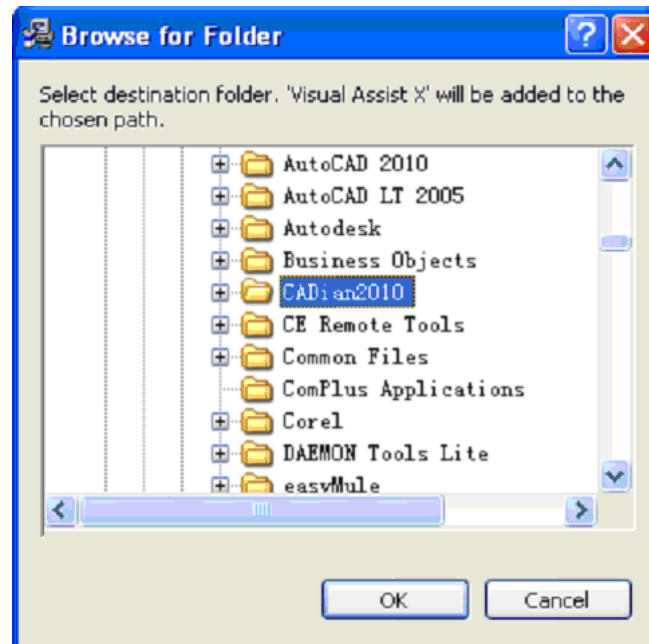 Browse for Folder
Select destination folder. 'Visual Assist X' will be added to the
chosen path.
AutoCAD 2010
AutoCAD LT 2005
Autodesk
Business Objects
CADian2010
CE Remote Tools
Common Files
ComPlus Applications
Corel
DAEMON Tools Lite
easyMule
OK Cancel